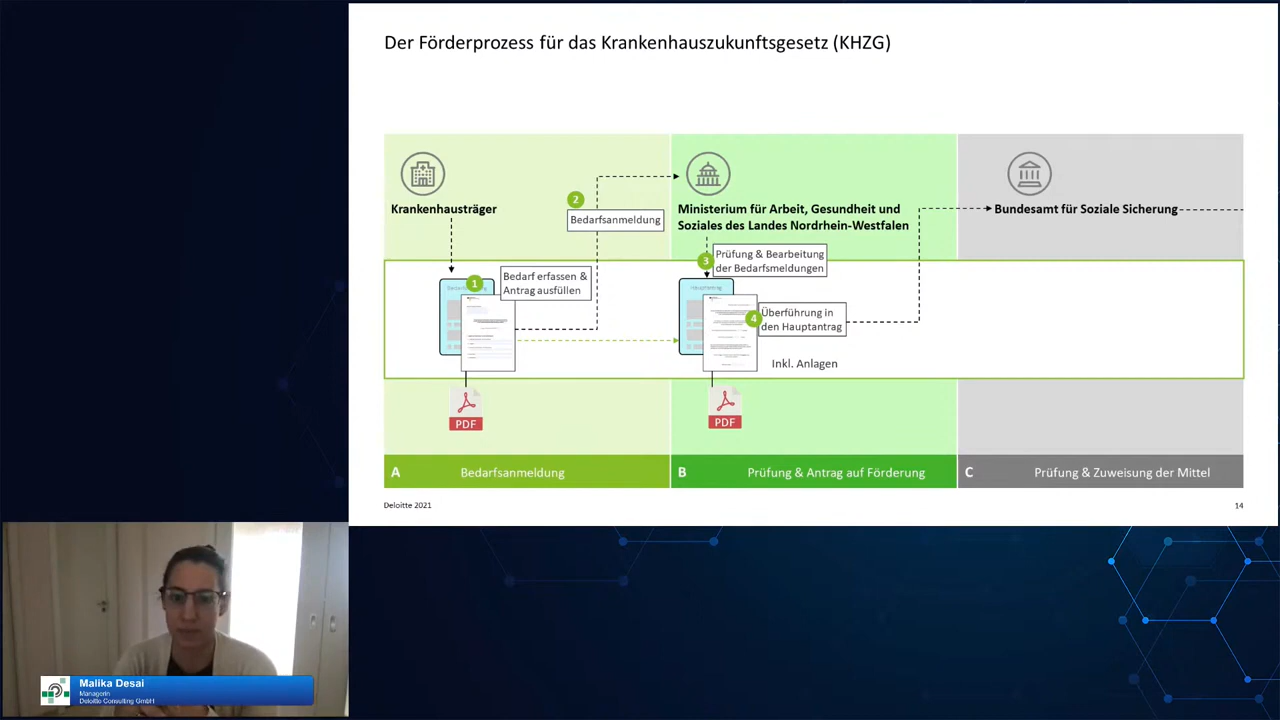 Der Förderprozess für das Krankenhauszukunftsgesetz (KHZG)
Krankenhausträger
2
Bedarfsanmeldung
1
Bedarf erfassen &
Antrag ausfüllen
PDF
Ministerium für Arbeit, Gesundheit und
Soziales des Landes Nordrhein-Westfalen
3
Prüfung & Bearbeitung
der Bedarfsmeldungen
Hauptantrag
4
Überführung in
den Hauptantrag
Inkl. Anlagen
PDF
Bundesamt für Soziale Sicherung
A
Bedarfsanmeldung
B
Prüfung & Antrag auf Förderung
C
Prüfung & Zuweisung der Mittel
Deloitte 2021
14
Malika Desai
Managerin
Deloitte Consulting GmbH